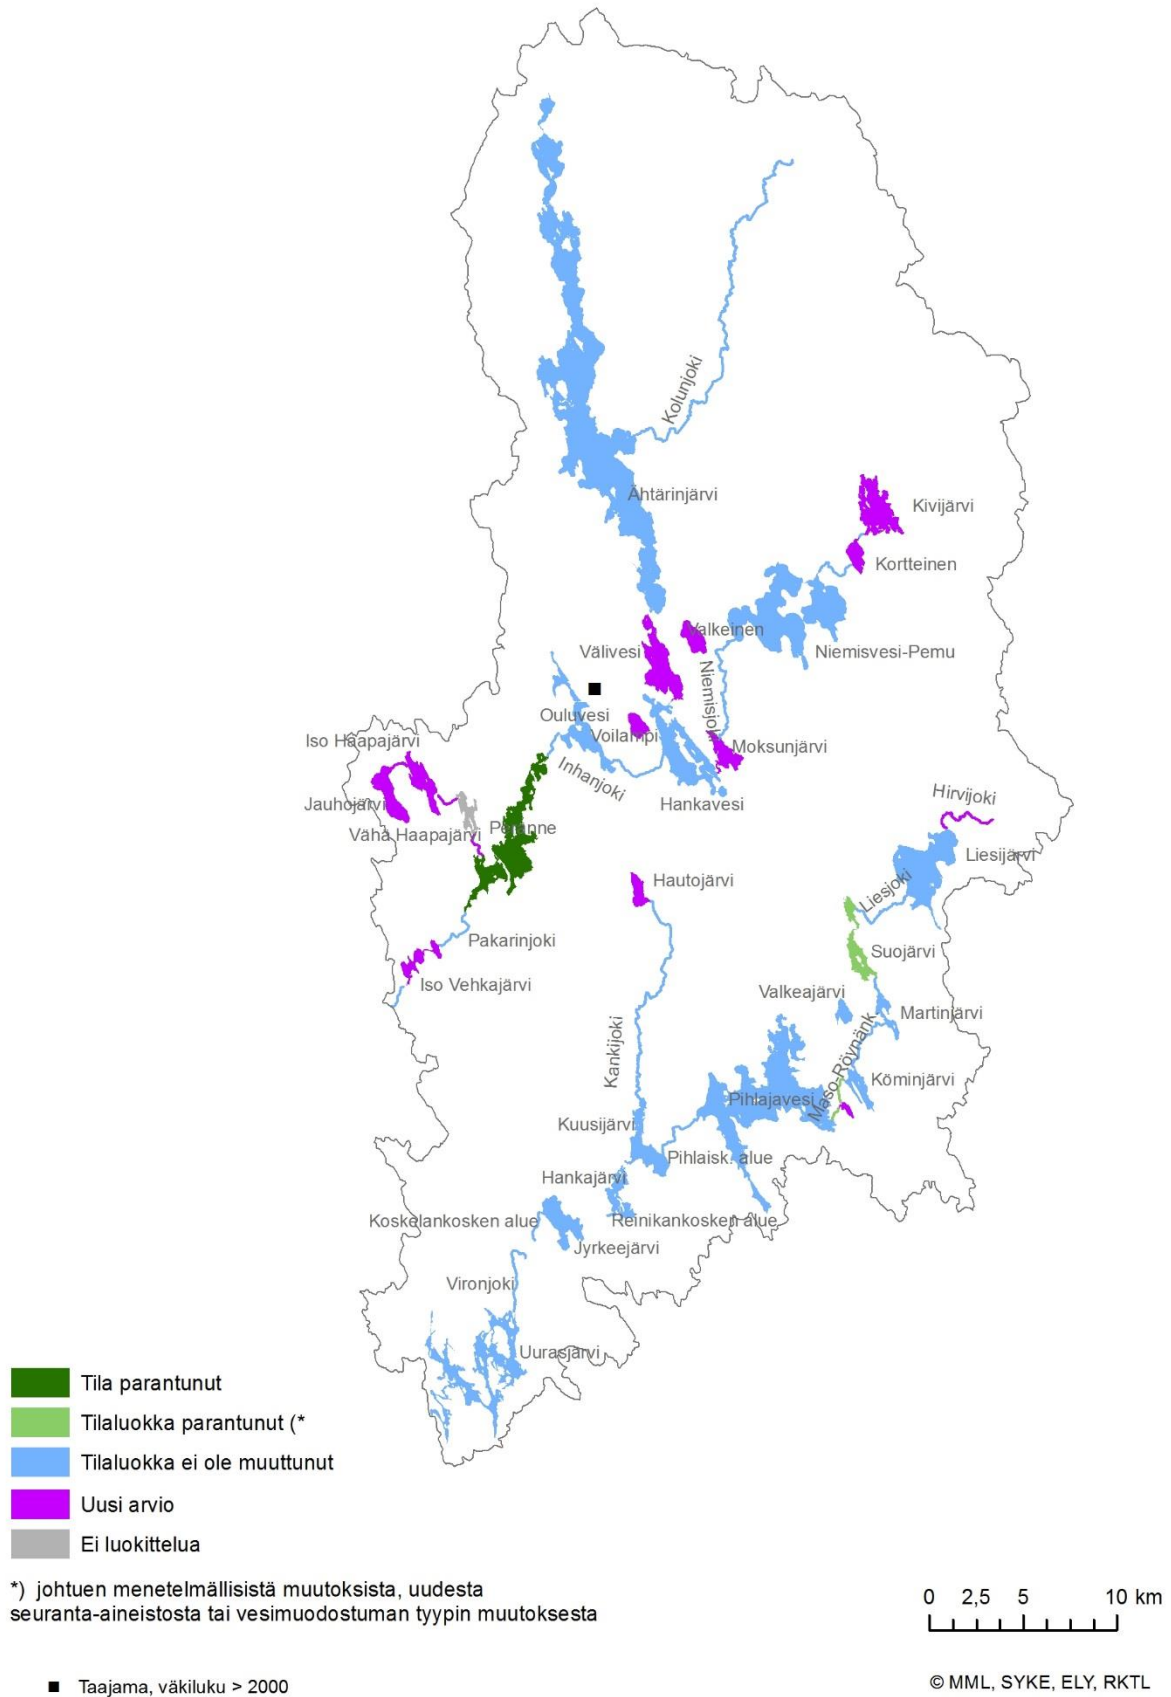 Kolunjoki
Ähtärinjärvi
Kivijärvi
Kortteinen
Valkeinen
Välivesi
Niemisvesi-Pemu
Niemisjoki
Ouluvesi
Voilampi
Iso Haapajärvi
Moksunjärvi
Inhanjoki
Hankavesi
Jauhojärvi
Hirvijoki
Vähä Haapajärvi
Peränne
Liesijärvi
Hautojärvi
Liesjoki
Pakarinjoki
Suojärvi
Iso Vehkajärvi
Valkeajärvi
Martinjärvi
Maso-Röynänk.
Kankijoki
Köminjärvi
Pihlajavesi
Kuusijärvi
Pihlaisk. alue
Hankajärvi
Koskelankosken alue
Reinikankosken alue
Jyrkeejärvi
Vironjoki
Uurasjärvi
Tila parantunut
Tilaluokka parantunut (*
Tilaluokka ei ole muuttunut
Uusi arvio
Ei luokittelua
*) johtuen menetelmällisistä muutoksista, uudesta
seuranta-aineistosta tai vesimuodostuman tyypin muutoksesta
0 2,5 5 10 km
Taajama, väkiluku > 2000
© MML, SYKE, ELY, RKTL